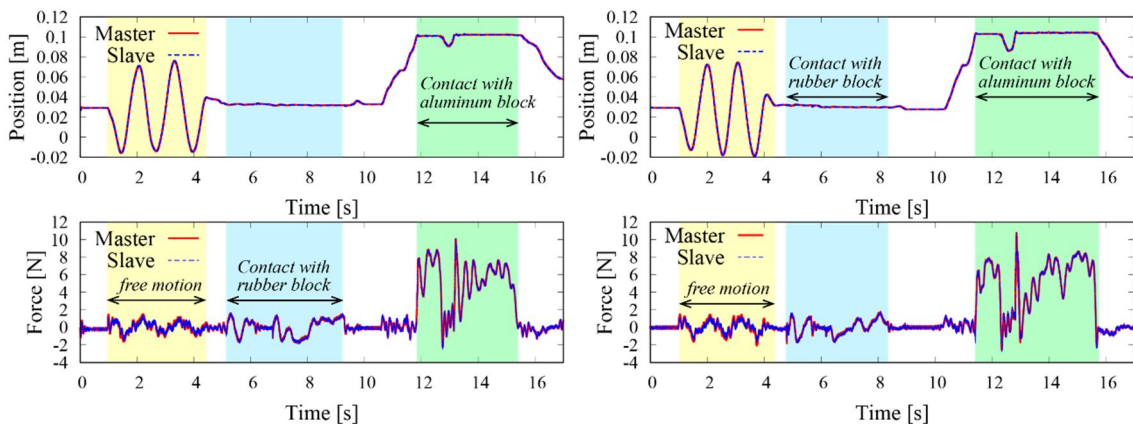 0.12
0.1
0.08
0.06
0.04
0.02
0
-0.02
Position [m]
Master
Slave
Contact with
aluminum block
0 2 4 6 8 10 12 14 16
Time [s]
0.12
0.1
0.08
0.06
0.04
0.02
0
-0.02
Position [m]
Master
Slave
Contact with
rubber block
Contact with
aluminum block
0 2 4 6 8 10 12 14 16
Time [s]
12
10
8
6
4
2
0
-2
-4
Force [N]
Master
Slave
free motion
Contact with
rubber block
0 2 4 6 8 10 12 14 16
Time [s]
12
10
8
6
4
2
0
-2
-4
Force [N]
Master
Slave
free motion
0 2 4 6 8 10 12 14 16
Time [s]